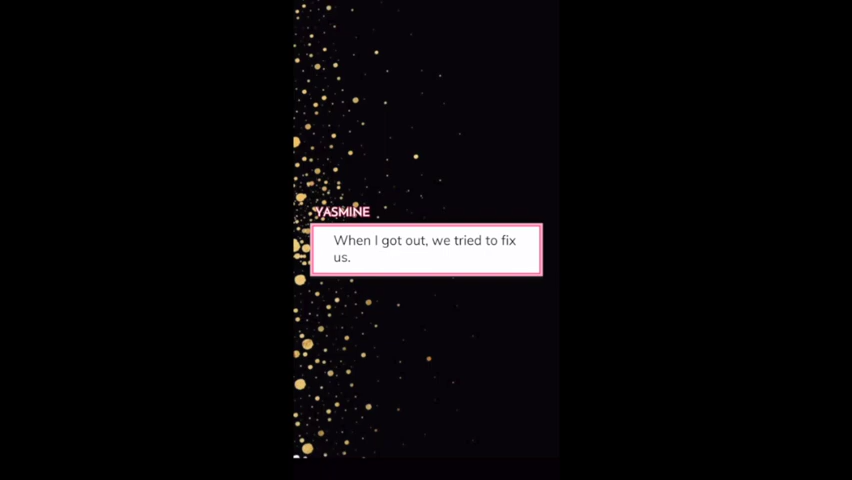 YASMINE
When I got out, we tried to fix
us.